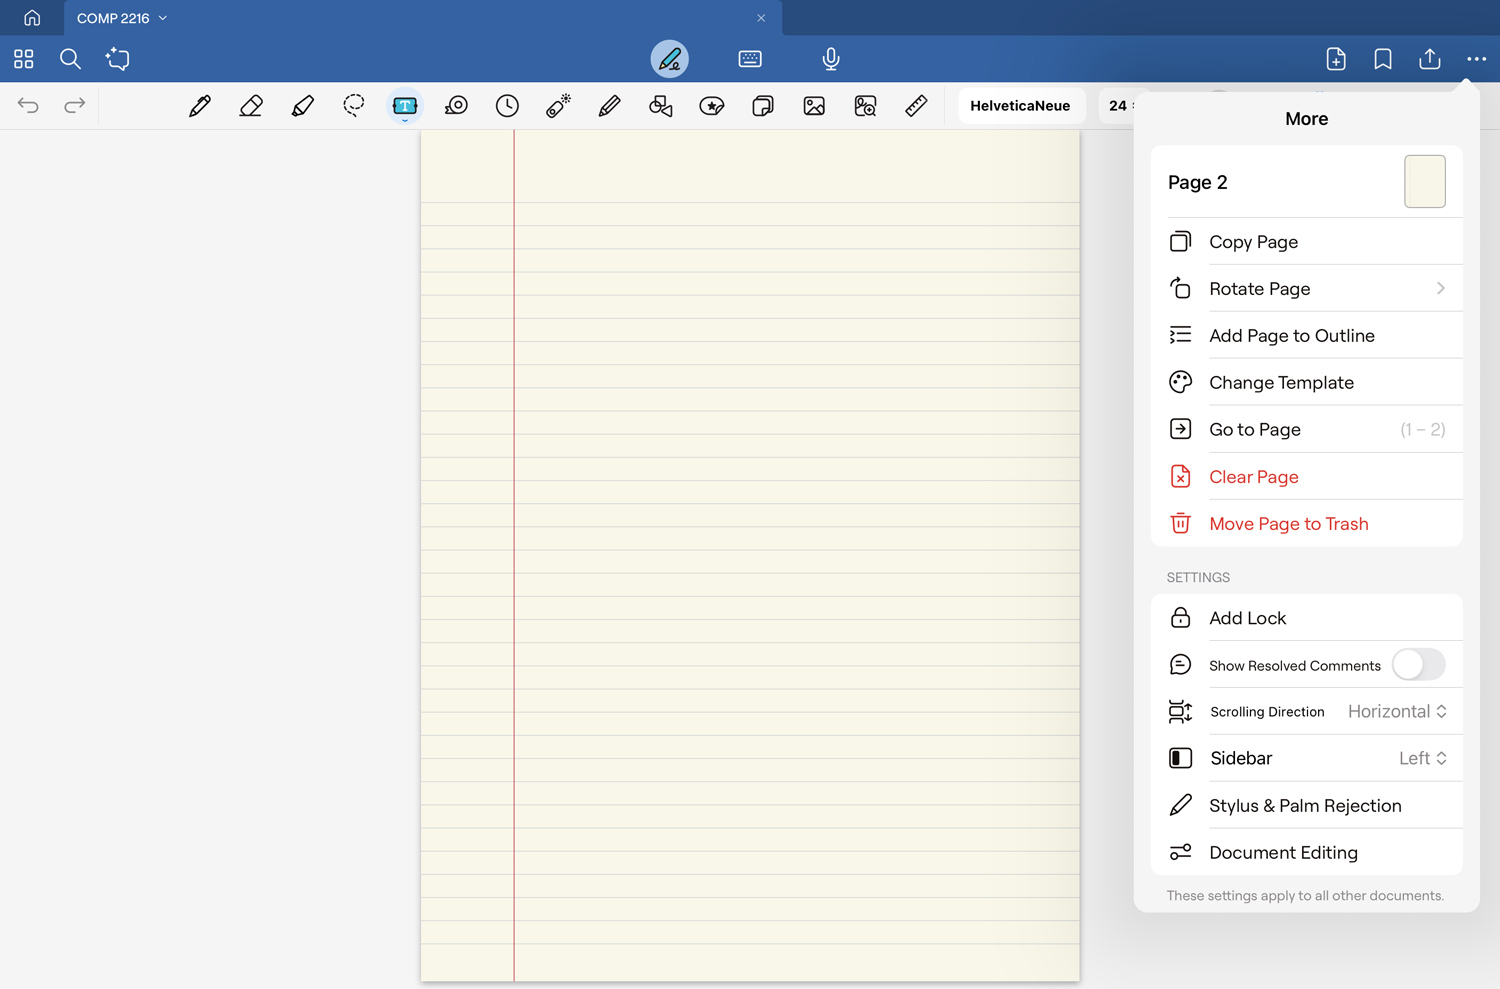 COMP 2216
T
HelveticaNeue
24
More
Page 2
Copy Page
Rotate Page
Add Page to Outline
Change Template
Go to Page (1 – 2)
Clear Page
Move Page to Trash
SETTINGS
Add Lock
Show Resolved Comments
Scrolling Direction Horizontal
Sidebar Left
Stylus & Palm Rejection
Document Editing
These settings apply to all other documents.